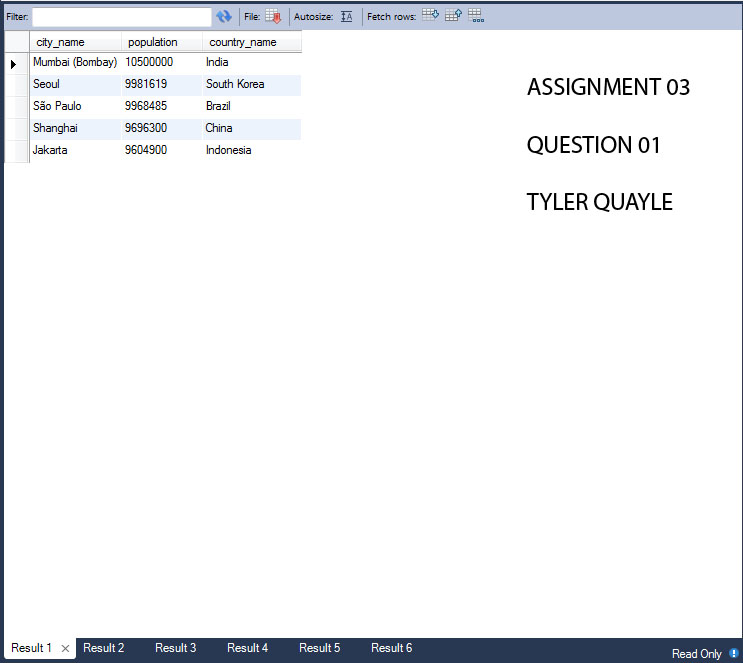 Filter: File: Autosize: Fetch rows:
city_name population country_name
Mumbai (Bombay) 10500000 India
Seoul 9981619 South Korea
São Paulo 9968485 Brazil
Shanghai 9696300 China
Jakarta 9604900 Indonesia
ASSIGNMENT 03
QUESTION 01
TYLER QUAYLE
Result 1 Result 2 Result 3 Result 4 Result 5 Result 6
Read Only